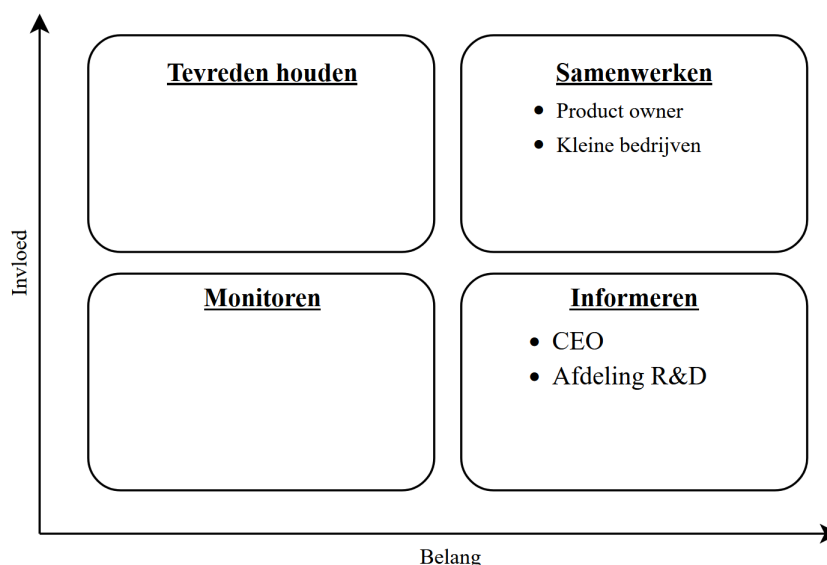 Tevreden houden
Samenwerken
Product owner
Kleine bedrijven
Invloed
Monitoren
Informeren
CEO
Afdeling R&D
Belang